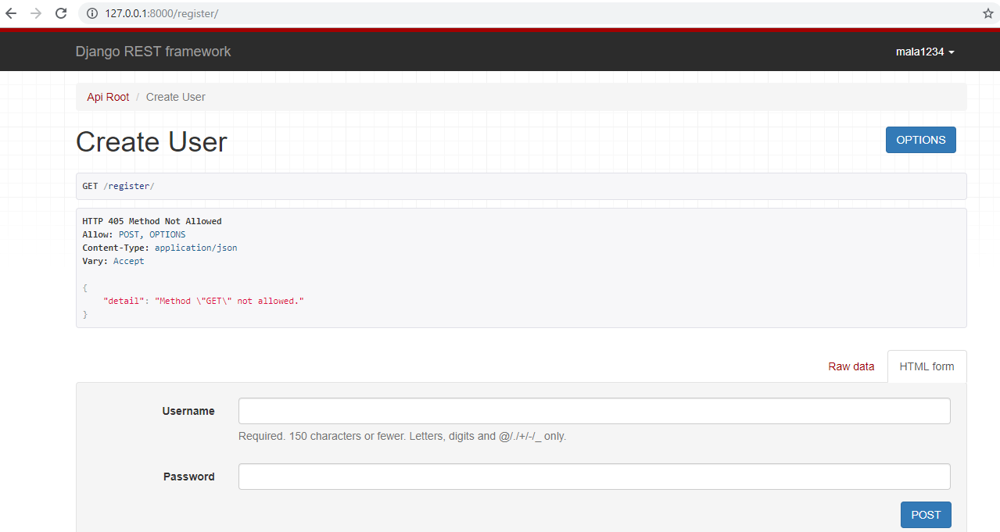 127.0.0.1:8000/register/
Django REST framework mala1234
Api Root / Create User
Create User OPTIONS
GET /register/
HTTP 405 Method Not Allowed
Allow: POST, OPTIONS
Content-Type: application/json
Vary: Accept
{
    "detail": "Method \"GET\" not allowed."
}
Raw data HTML form
Username
Required. 150 characters or fewer. Letters, digits and @/./+/-/_ only.
Password
POST